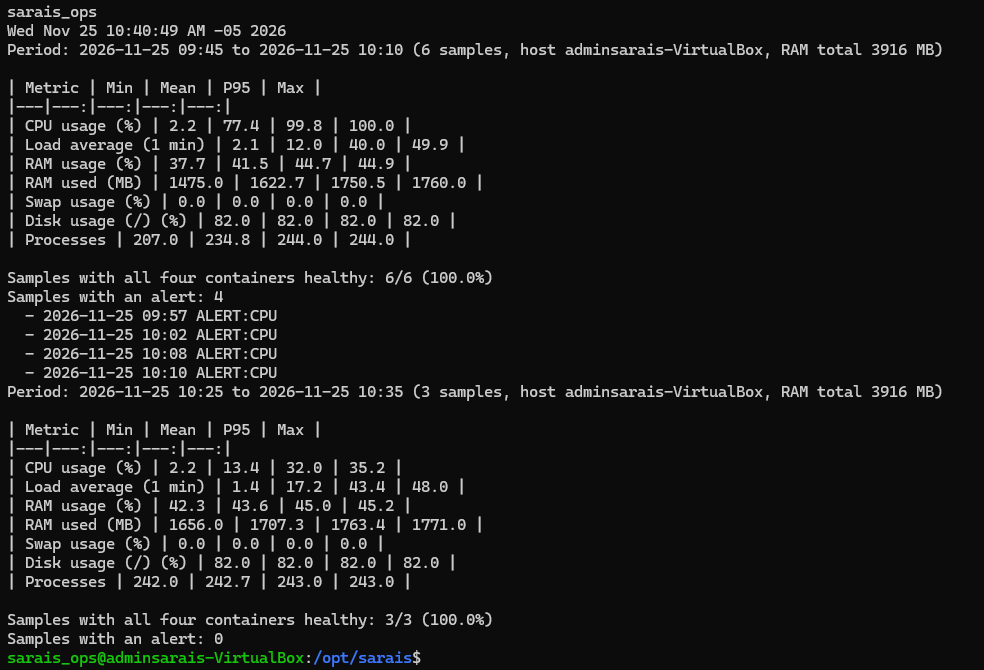 sarais_ops
Wed Nov 25 10:40:49 AM -05 2026
Period: 2026-11-25 09:45 to 2026-11-25 10:10 (6 samples, host adminsarais-VirtualBox, RAM total 3916 MB)
| Metric | Min | Mean | P95 | Max |
|---|---:|---:|---:|---:|
| CPU usage (%) | 2.2 | 77.4 | 99.8 | 100.0 |
| Load average (1 min) | 2.1 | 12.0 | 40.0 | 49.9 |
| RAM usage (%) | 37.7 | 41.5 | 44.7 | 44.9 |
| RAM used (MB) | 1475.0 | 1622.7 | 1750.5 | 1760.0 |
| Swap usage (%) | 0.0 | 0.0 | 0.0 | 0.0 |
| Disk usage (/) (%) | 82.0 | 82.0 | 82.0 | 82.0 |
| Processes | 207.0 | 234.8 | 244.0 | 244.0 |
Samples with all four containers healthy: 6/6 (100.0%)
Samples with an alert: 4
- 2026-11-25 09:57 ALERT:CPU
- 2026-11-25 10:02 ALERT:CPU
- 2026-11-25 10:08 ALERT:CPU
- 2026-11-25 10:10 ALERT:CPU
Period: 2026-11-25 10:25 to 2026-11-25 10:35 (3 samples, host adminsarais-VirtualBox, RAM total 3916 MB)
| Metric | Min | Mean | P95 | Max |
|---|---:|---:|---:|---:|
| CPU usage (%) | 2.2 | 13.4 | 32.0 | 35.2 |
| Load average (1 min) | 1.4 | 17.2 | 43.4 | 48.0 |
| RAM usage (%) | 42.3 | 43.6 | 45.0 | 45.2 |
| RAM used (MB) | 1656.0 | 1707.3 | 1763.4 | 1771.0 |
| Swap usage (%) | 0.0 | 0.0 | 0.0 | 0.0 |
| Disk usage (/) (%) | 82.0 | 82.0 | 82.0 | 82.0 |
| Processes | 242.0 | 242.7 | 243.0 | 243.0 |
Samples with all four containers healthy: 3/3 (100.0%)
Samples with an alert: 0
sarais_ops@adminsarais-VirtualBox:/opt/sarais$